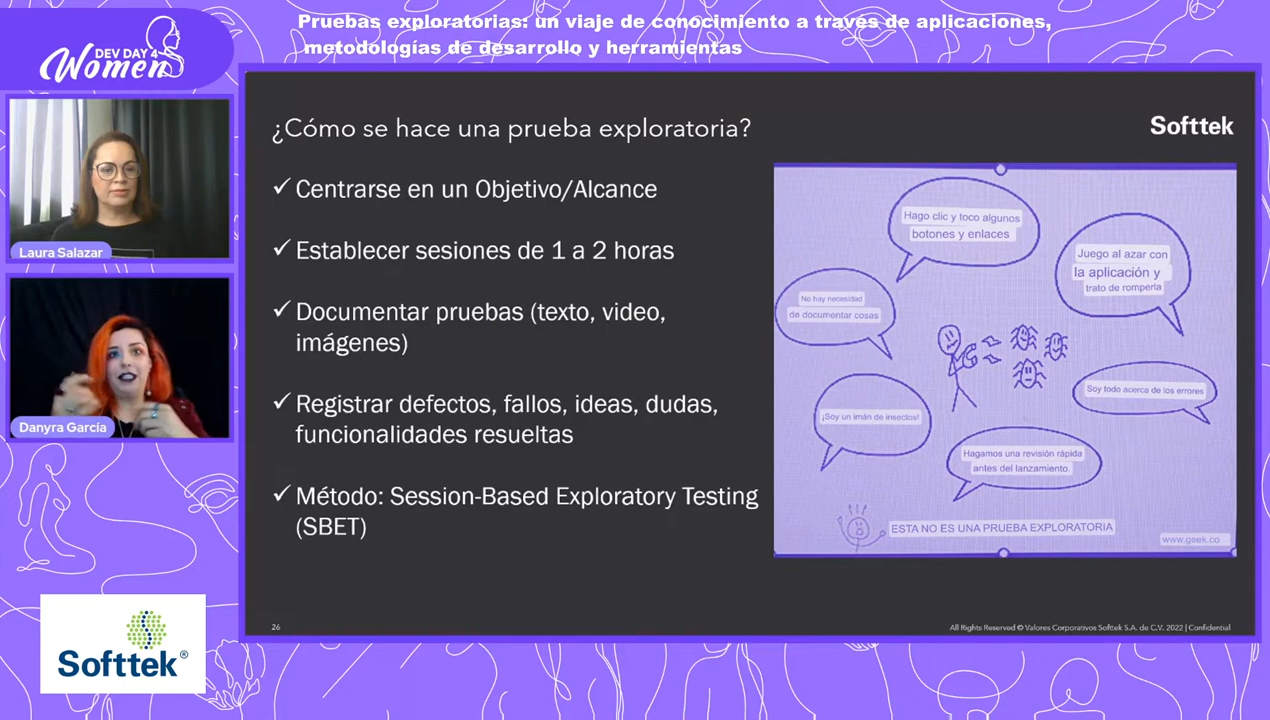 Pruebas exploratorias: un viaje de conocimiento a través de aplicaciones,
metodologías de desarrollo y herramientas
DEV DAY 4
Women
Laura Salazar
Danyra García
Softtek®
¿Cómo se hace una prueba exploratoria?
Softtek
✓ Centrarse en un Objetivo/Alcance
✓ Establecer sesiones de 1 a 2 horas
✓ Documentar pruebas (texto, video,
imágenes)
✓ Registrar defectos, fallos, ideas, dudas,
funcionalidades resueltas
✓ Método: Session-Based Exploratory Testing
(SBET)
Hago clic y toco algunos
botones y enlaces
Juego al azar con
la aplicación y
trato de romperla
No hay necesidad
de documentar cosas
Soy todo acerca de los errores
¡Soy un imán de insectos!
Hagamos una revisión rápida
antes del lanzamiento.
ESTA NO ES UNA PRUEBA EXPLORATORIA
www.geek.co
26
All Rights Reserved © Valores Corporativos Softtek S.A. de C.V. 2022 | Confidential